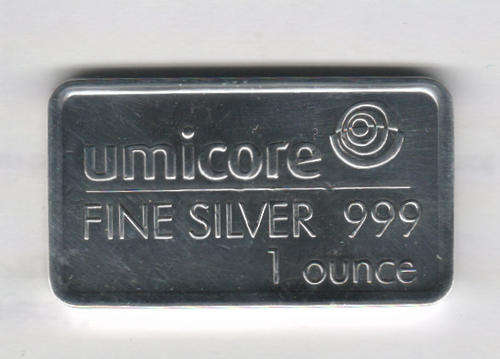 umicore
FINE SILVER 999
1 ounce